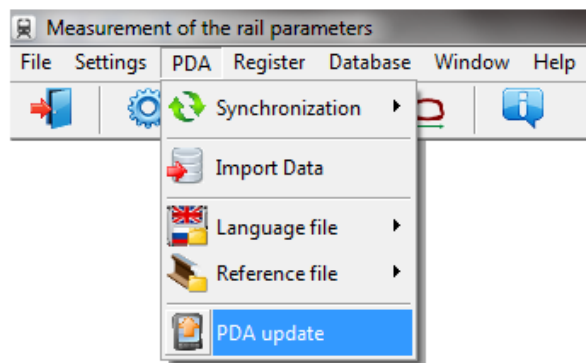 Measurement of the rail parameters
File Settings PDA Register Database Window Help
Synchronization
Import Data
Language file
Reference file
PDA update